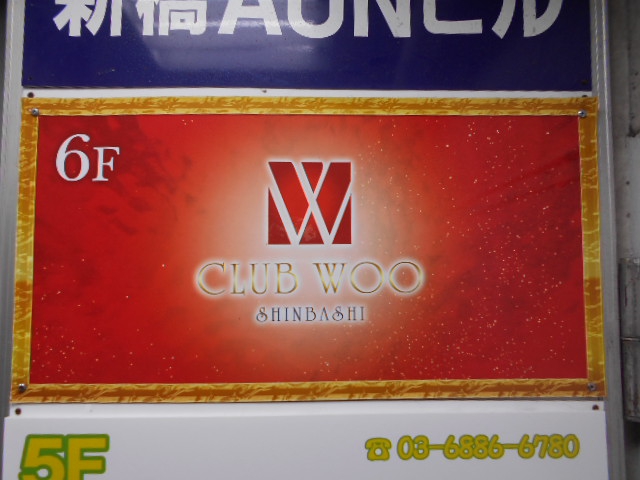 新橋AUNビル
6F
W
CLUB WOO
SHINBASHI
5F
☎03-6886-6780